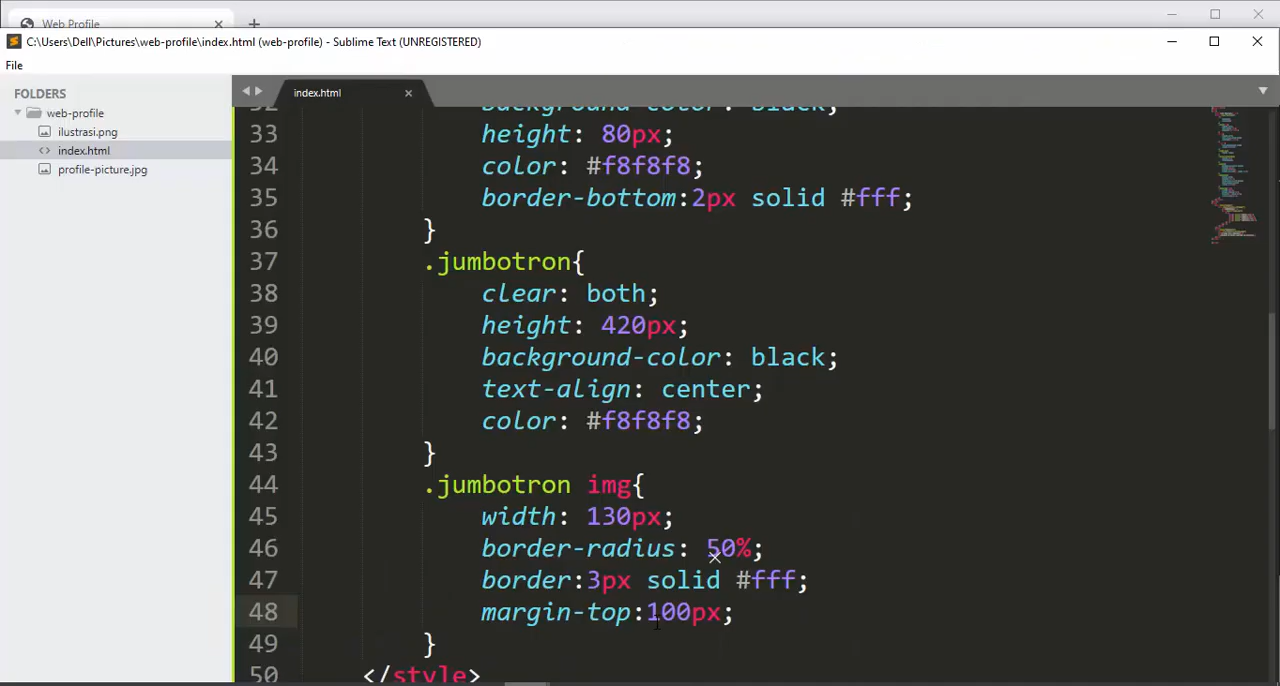 Web Profile
C:\Users\Dell\Pictures\web-profile\index.html (web-profile) - Sublime Text (UNREGISTERED)
File
FOLDERS
web-profile
ilustrasi.png
index.html
profile-picture.jpg
index.html
32 background-color: black;
33 height: 80px;
34 color: #f8f8f8;
35 border-bottom:2px solid #fff;
36 }
37 .jumbotron{
38 clear: both;
39 height: 420px;
40 background-color: black;
41 text-align: center;
42 color: #f8f8f8;
43 }
44 .jumbotron img{
45 width: 130px;
46 border-radius: 50%;
47 border:3px solid #fff;
48 margin-top:100px;
49 }
50 </style>